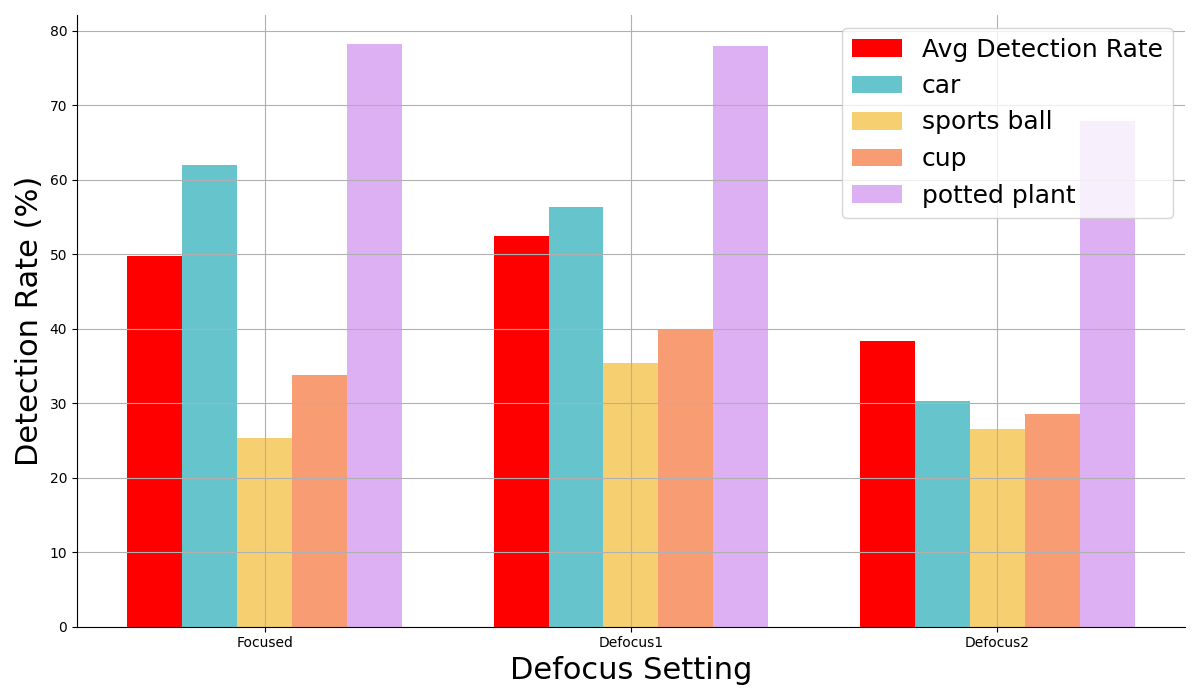 80
70
60
50
40
30
20
10
0
Detection Rate (%)
Avg Detection Rate
car
sports ball
cup
potted plant
Focused
Defocus1
Defocus2
Defocus Setting